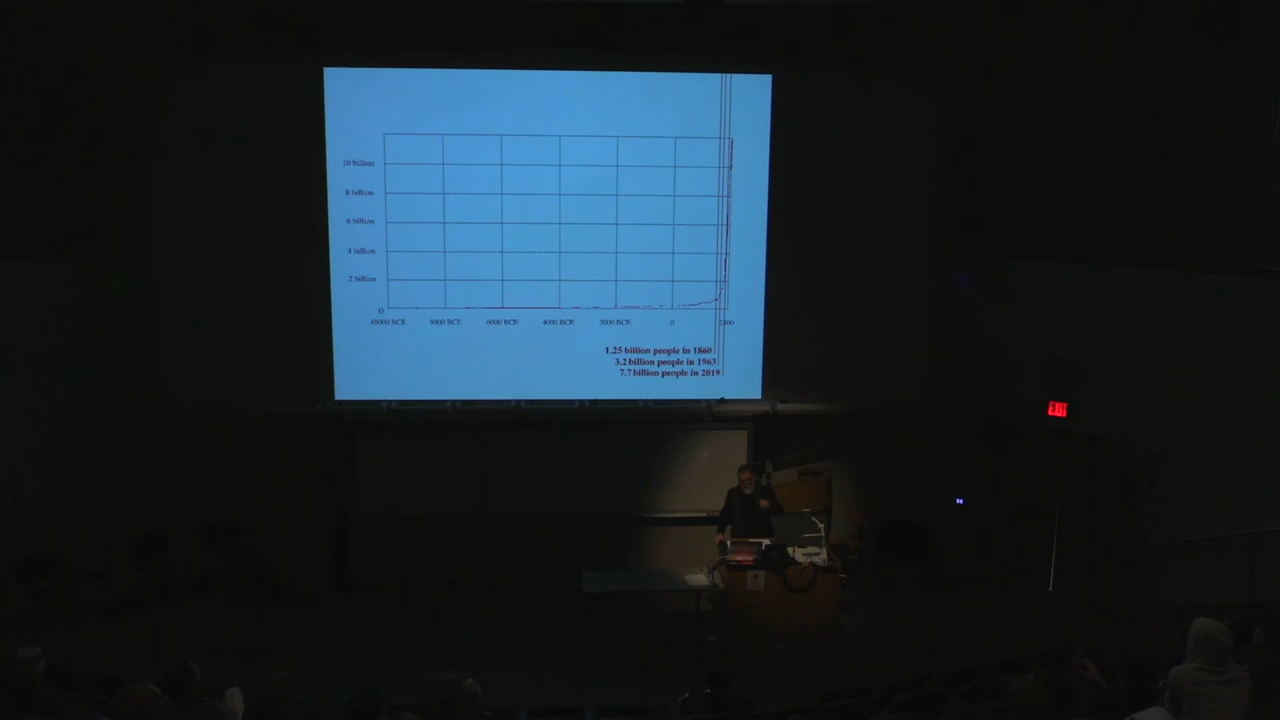 10 billion
8 billion
6 billion
4 billion
2 billion
0
10000 BCE 8000 BCE 6000 BCE 4000 BCE 2000 BCE 0 2100
1.25 billion people in 1860
3.2 billion people in 1963
7.7 billion people in 2019
EXIT